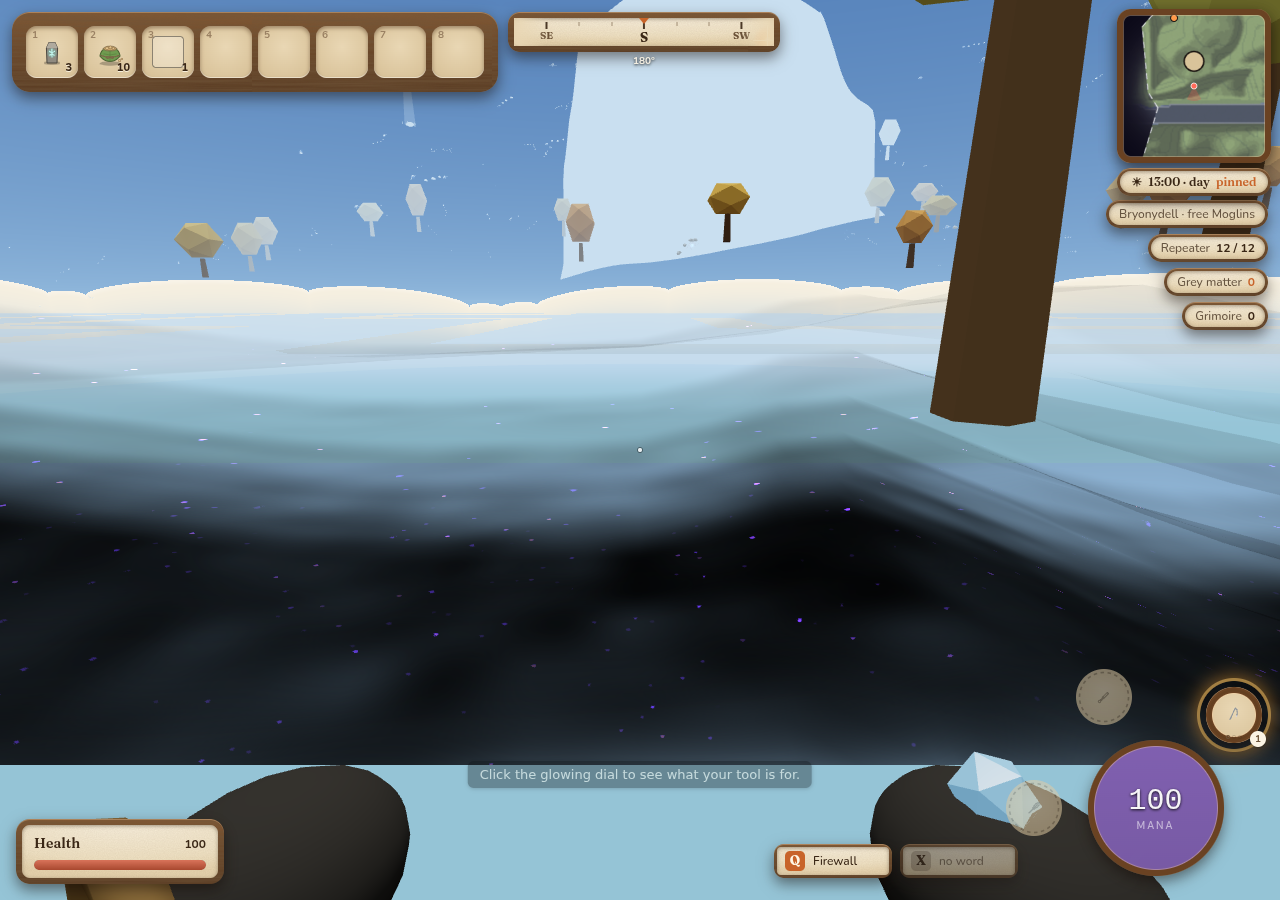 1 2 3 4 5 6 7 8
3 10 1
SE S SW
180°
13:00 · day pinned
Bryonydell · free Moglins
Repeater 12 / 12
Grey matter 0
Grimoire 0
1
Click the glowing dial to see what your tool is for.
100
MANA
Health 100
Q Firewall X no word